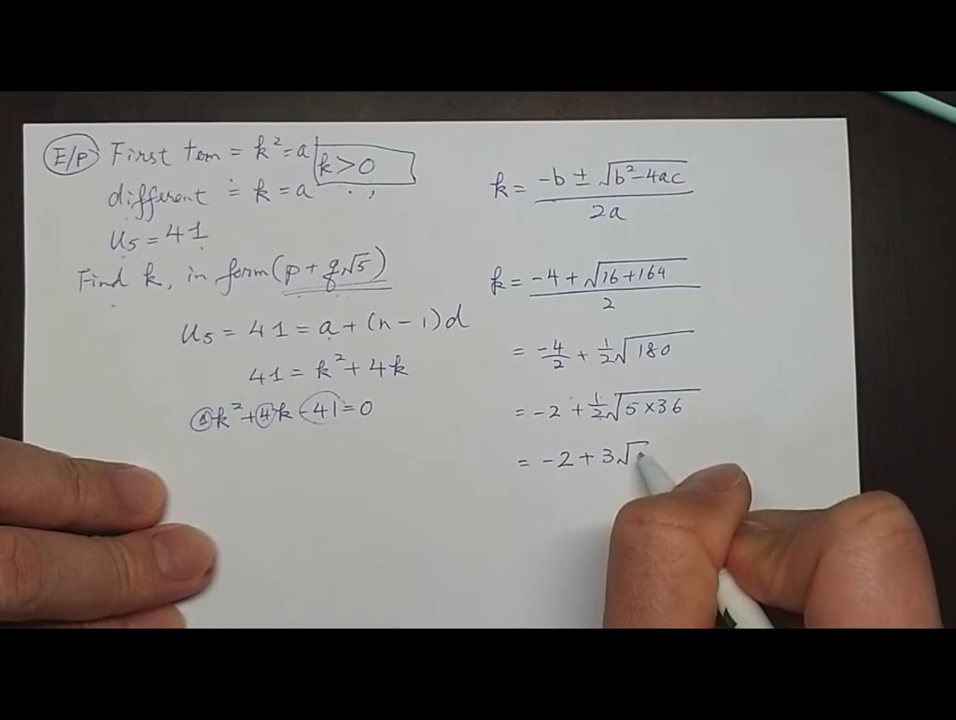 E/P First term = k² = a k>0
different = k = a
u₅ = 41
Find k, in form (p + q√5)
u₅ = 41 = a + (n - 1)d
41 = k² + 4k
1k² + 4k - 41 = 0
k = (-b ± √(b² - 4ac)) / 2a
k = (-4 + √(16 + 164)) / 2
= -4/2 + 1/2 √180
= -2 + 1/2 √(5 × 36)
= -2 + 3√